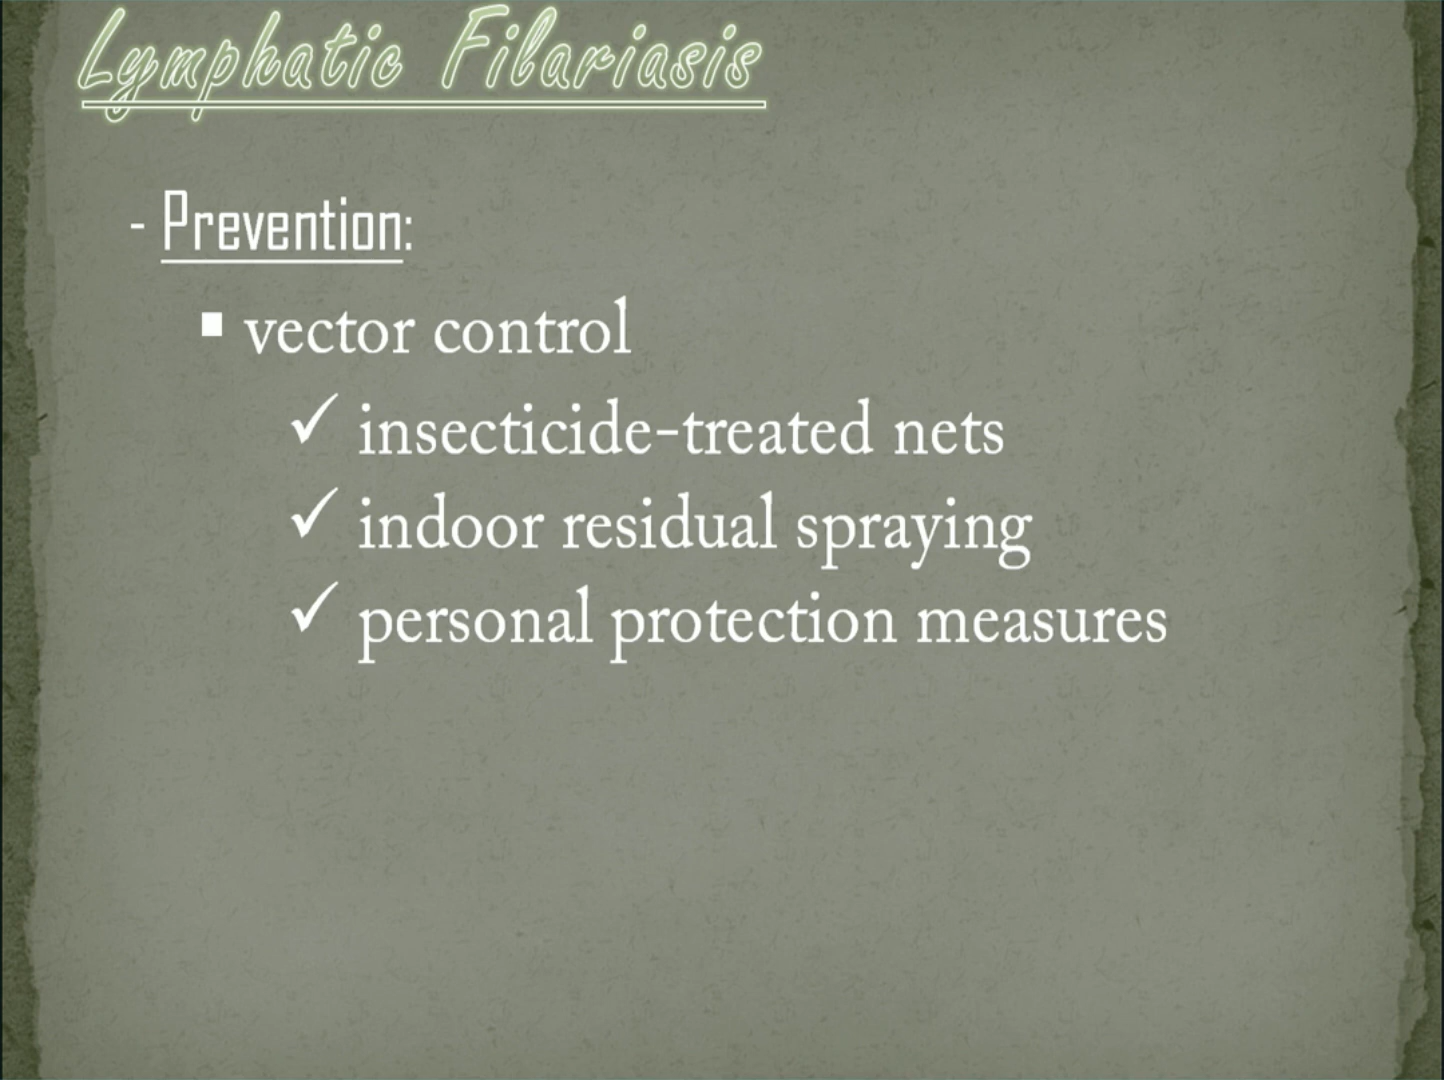 Lymphatic Filariasis
- Prevention:
▪ vector control
✓ insecticide-treated nets
✓ indoor residual spraying
✓ personal protection measures